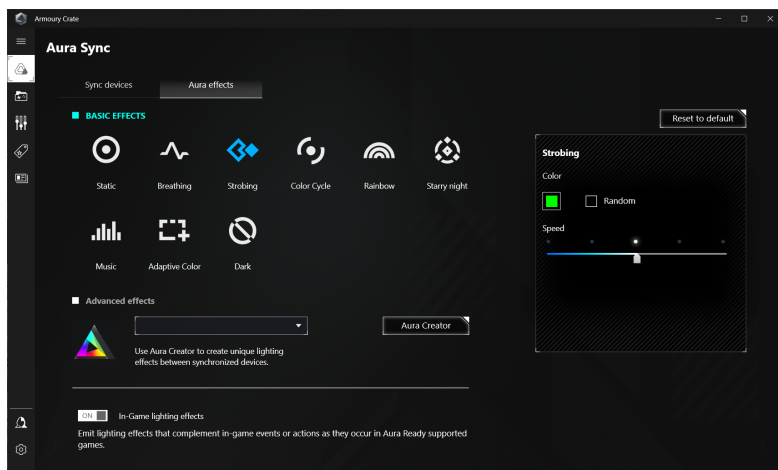 Armoury Crate
Aura Sync
Sync devices
Aura effects
BASIC EFFECTS
Reset to default
Static
Breathing
Strobing
Color Cycle
Rainbow
Starry night
Music
Adaptive Color
Dark
Strobing
Color
Random
Speed
Advanced effects
Aura Creator
Use Aura Creator to create unique lighting
effects between synchronized devices.
ON
In-Game lighting effects
Emit lighting effects that complement in-game events or actions as they occur in Aura Ready supported
games.